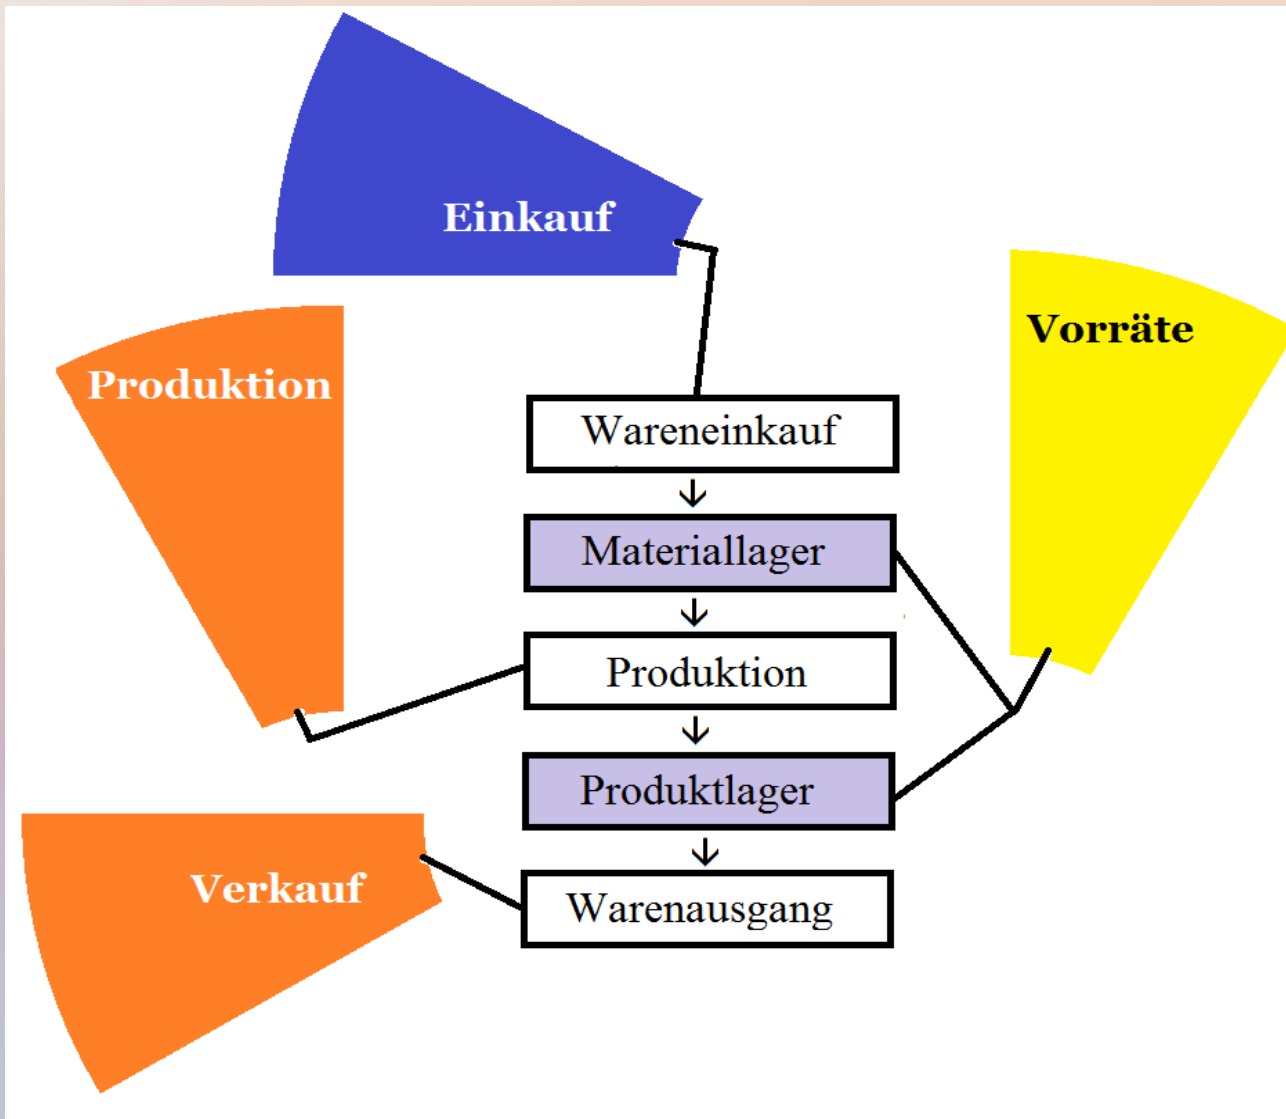 Einkauf
Vorräte
Produktion
Wareneinkauf
Materiallager
Produktion
Produktlager
Verkauf
Warenausgang